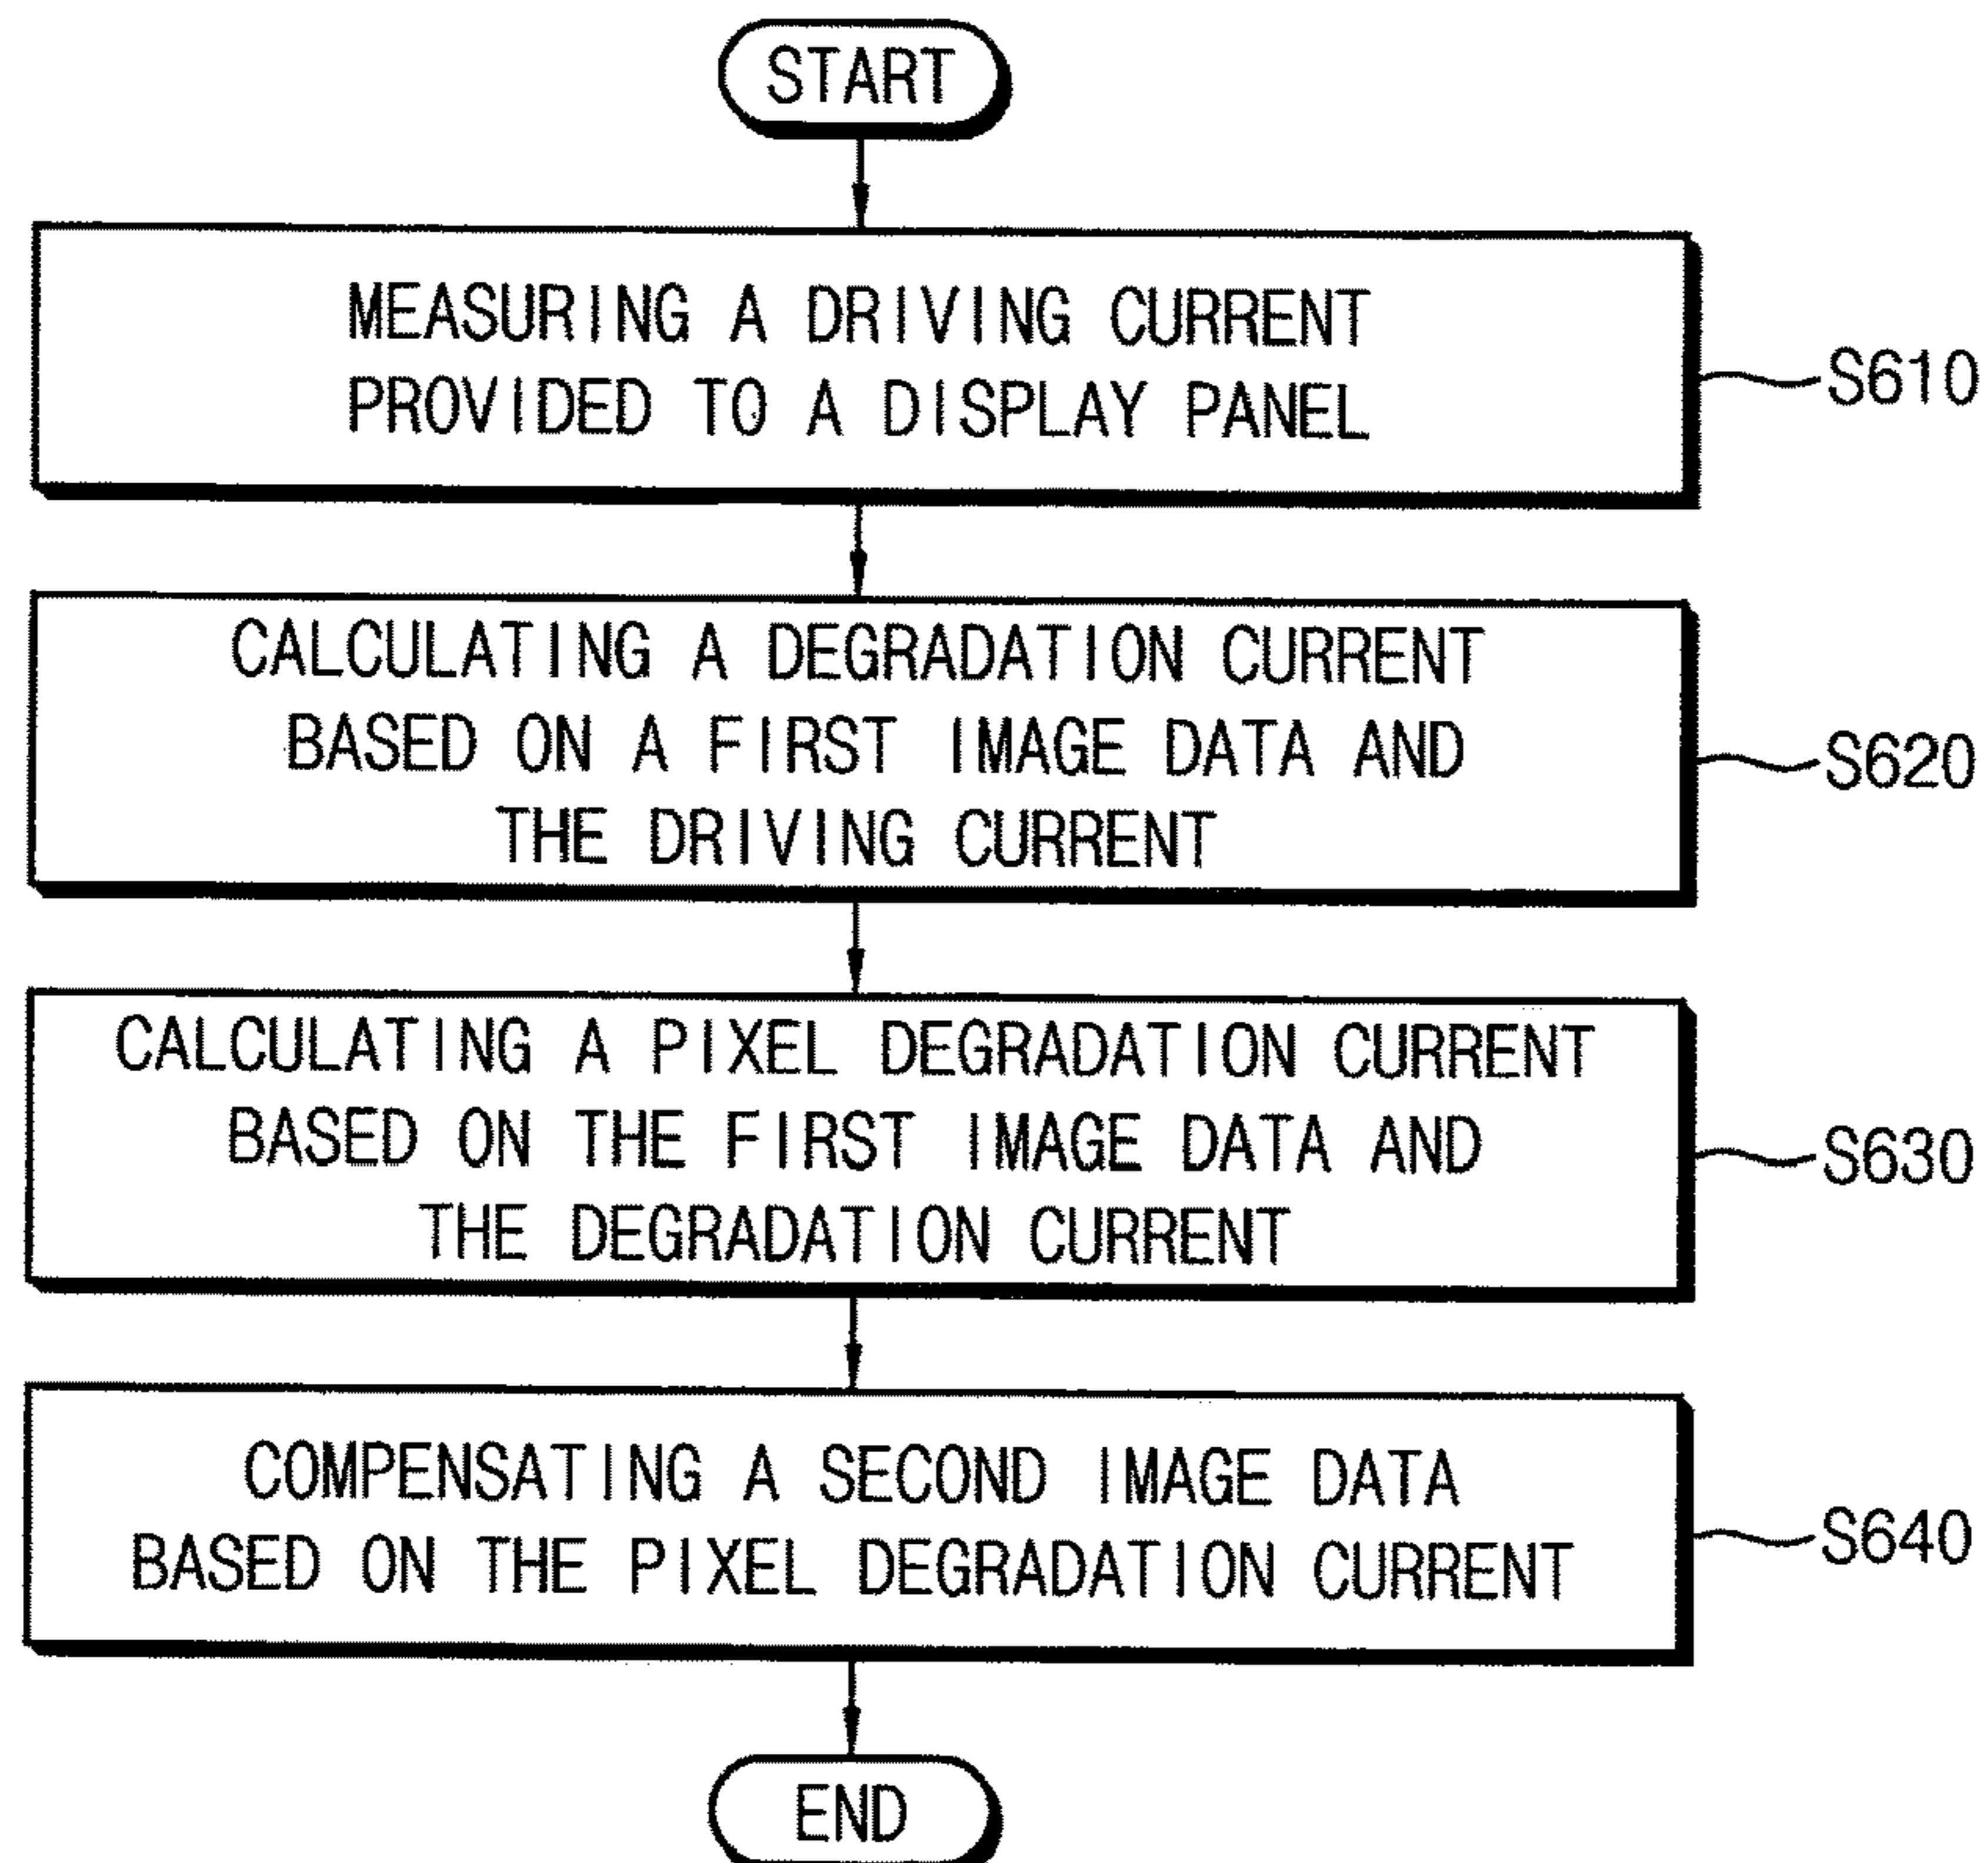 START
MEASURING A DRIVING CURRENT
PROVIDED TO A DISPLAY PANEL
S610
CALCULATING A DEGRADATION CURRENT
BASED ON A FIRST IMAGE DATA AND
THE DRIVING CURRENT
S620
CALCULATING A PIXEL DEGRADATION CURRENT
BASED ON THE FIRST IMAGE DATA AND
THE DEGRADATION CURRENT
S630
COMPENSATING A SECOND IMAGE DATA
BASED ON THE PIXEL DEGRADATION CURRENT
S640
END